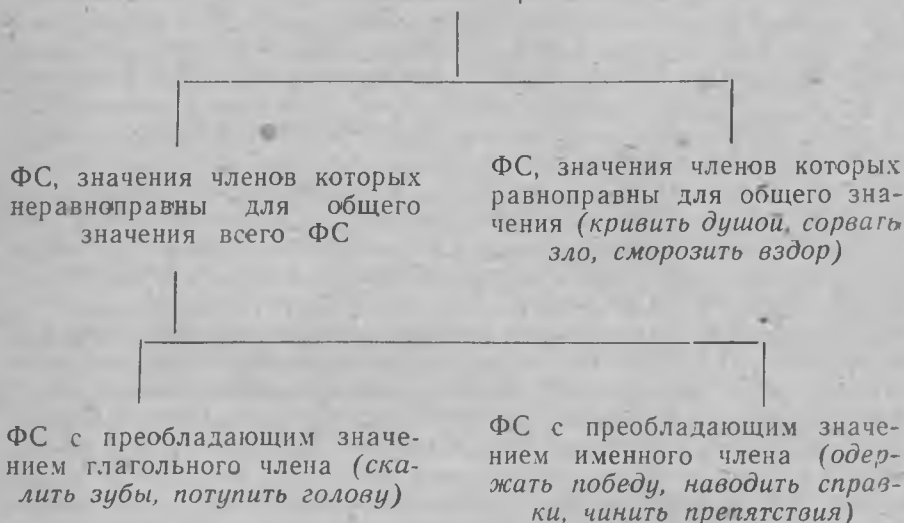 ФС, значения членов которых
неравноправны для общего
значения всего ФС
ФС, значения членов которых
равноправны для общего зна-
чения (кривить душой, сорвать
зло, сморозить вздор)
ФС с преобладающим значе-
нием глагольного члена (ска-
лить зубы, потупить голову)
ФС с преобладающим значе-
нием именного члена (одер-
жать победу, наводить справ-
ки, чинить препятствия)